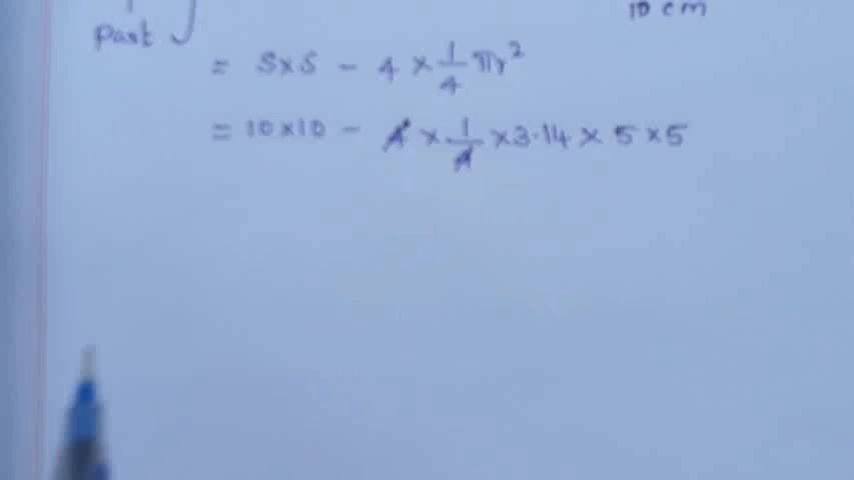 10 cm
Part
= S×S - 4 × 1/4 πr²
= 10×10 - 4 × 1/4 ×3.14 × 5 ×5